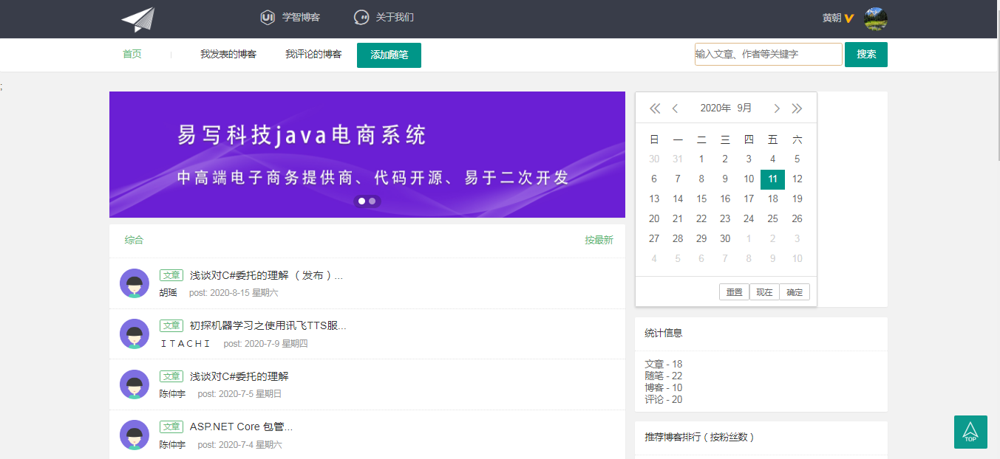 UI 学智博客 关于我们 黄朝
首页 我发表的博客 我评论的博客 添加随笔 输入文章、作者等关键字 搜索
;
易写科技java电商系统
中高端电子商务提供商、代码开源、易于二次开发
综合 按最新
文章 浅谈对C#委托的理解 （发布）...
胡瑶 post: 2020-8-15 星期六
文章 初探机器学习之使用讯飞TTS服...
ＩＴＡＣＨＩ post: 2020-7-9 星期四
文章 浅谈对C#委托的理解
陈仲宇 post: 2020-7-5 星期日
文章 ASP.NET Core 包管...
陈仲宇 post: 2020-7-4 星期六
2020年 9月
日 一 二 三 四 五 六
30 31 1 2 3 4 5
6 7 8 9 10 11 12
13 14 15 16 17 18 19
20 21 22 23 24 25 26
27 28 29 30 1 2 3
4 5 6 7 8 9 10
重置 现在 确定
统计信息
文章 - 18
随笔 - 22
博客 - 10
评论 - 20
推荐博客排行（按粉丝数）
TOP